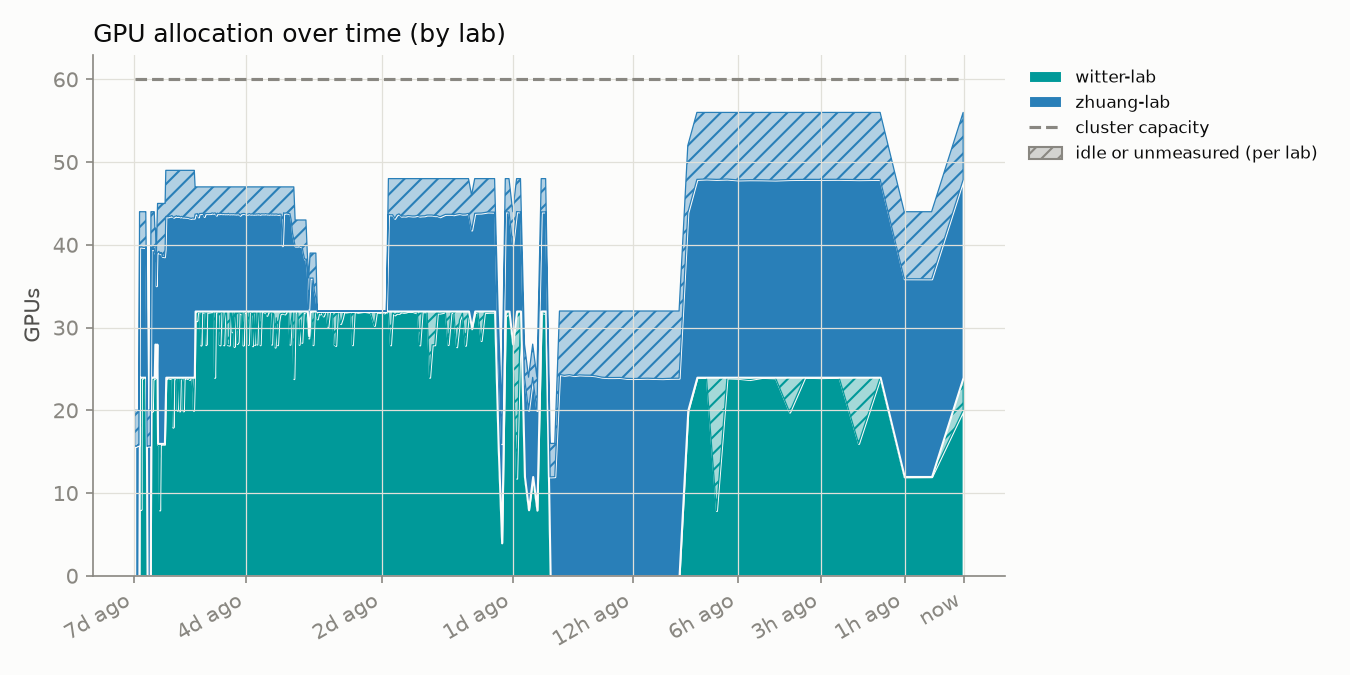 GPU allocation over time (by lab)
GPUs
60
50
40
30
20
10
0
7d ago
4d ago
2d ago
1d ago
12h ago
6h ago
3h ago
1h ago
now
witter-lab
zhuang-lab
cluster capacity
idle or unmeasured (per lab)